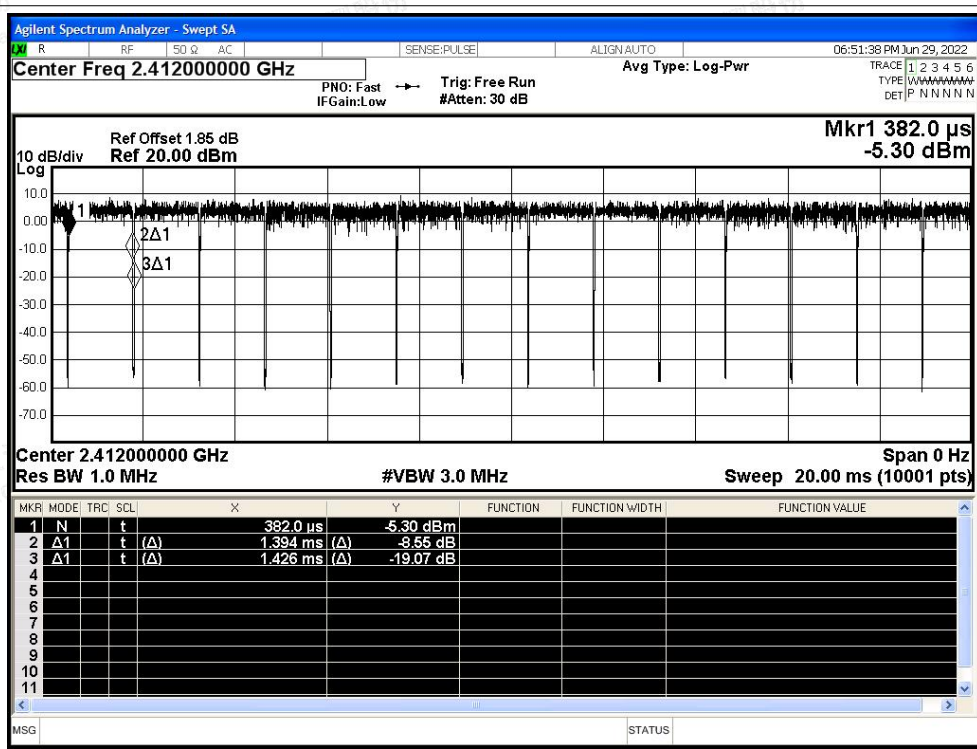 Agilent Spectrum Analyzer - Swept SA
LXI R RF 50 Ω AC SENSE:PULSE ALIGN AUTO 06:51:38 PM Jun 29, 2022
Center Freq 2.412000000 GHz Avg Type: Log-Pwr TRACE 1 2 3 4 5 6
PNO: Fast Trig: Free Run TYPE WWWWWW
IFGain:Low #Atten: 30 dB DET P N N N N N
Mkr1 382.0 µs
Ref Offset 1.85 dB
10 dB/div Ref 20.00 dBm -5.30 dBm
Log
10.0
0.00
-10.0
-20.0
-30.0
-40.0
-50.0
-60.0
-70.0
1
2Δ1
3Δ1
Center 2.412000000 GHz Span 0 Hz
Res BW 1.0 MHz #VBW 3.0 MHz Sweep 20.00 ms (10001 pts)
MKR MODE TRC SCL X Y FUNCTION FUNCTION WIDTH FUNCTION VALUE
1 N t 382.0 µs -5.30 dBm
2 Δ1 t (Δ) 1.394 ms (Δ) -8.55 dB
3 Δ1 t (Δ) 1.426 ms (Δ) -19.07 dB
4
5
6
7
8
9
10
11
MSG STATUS